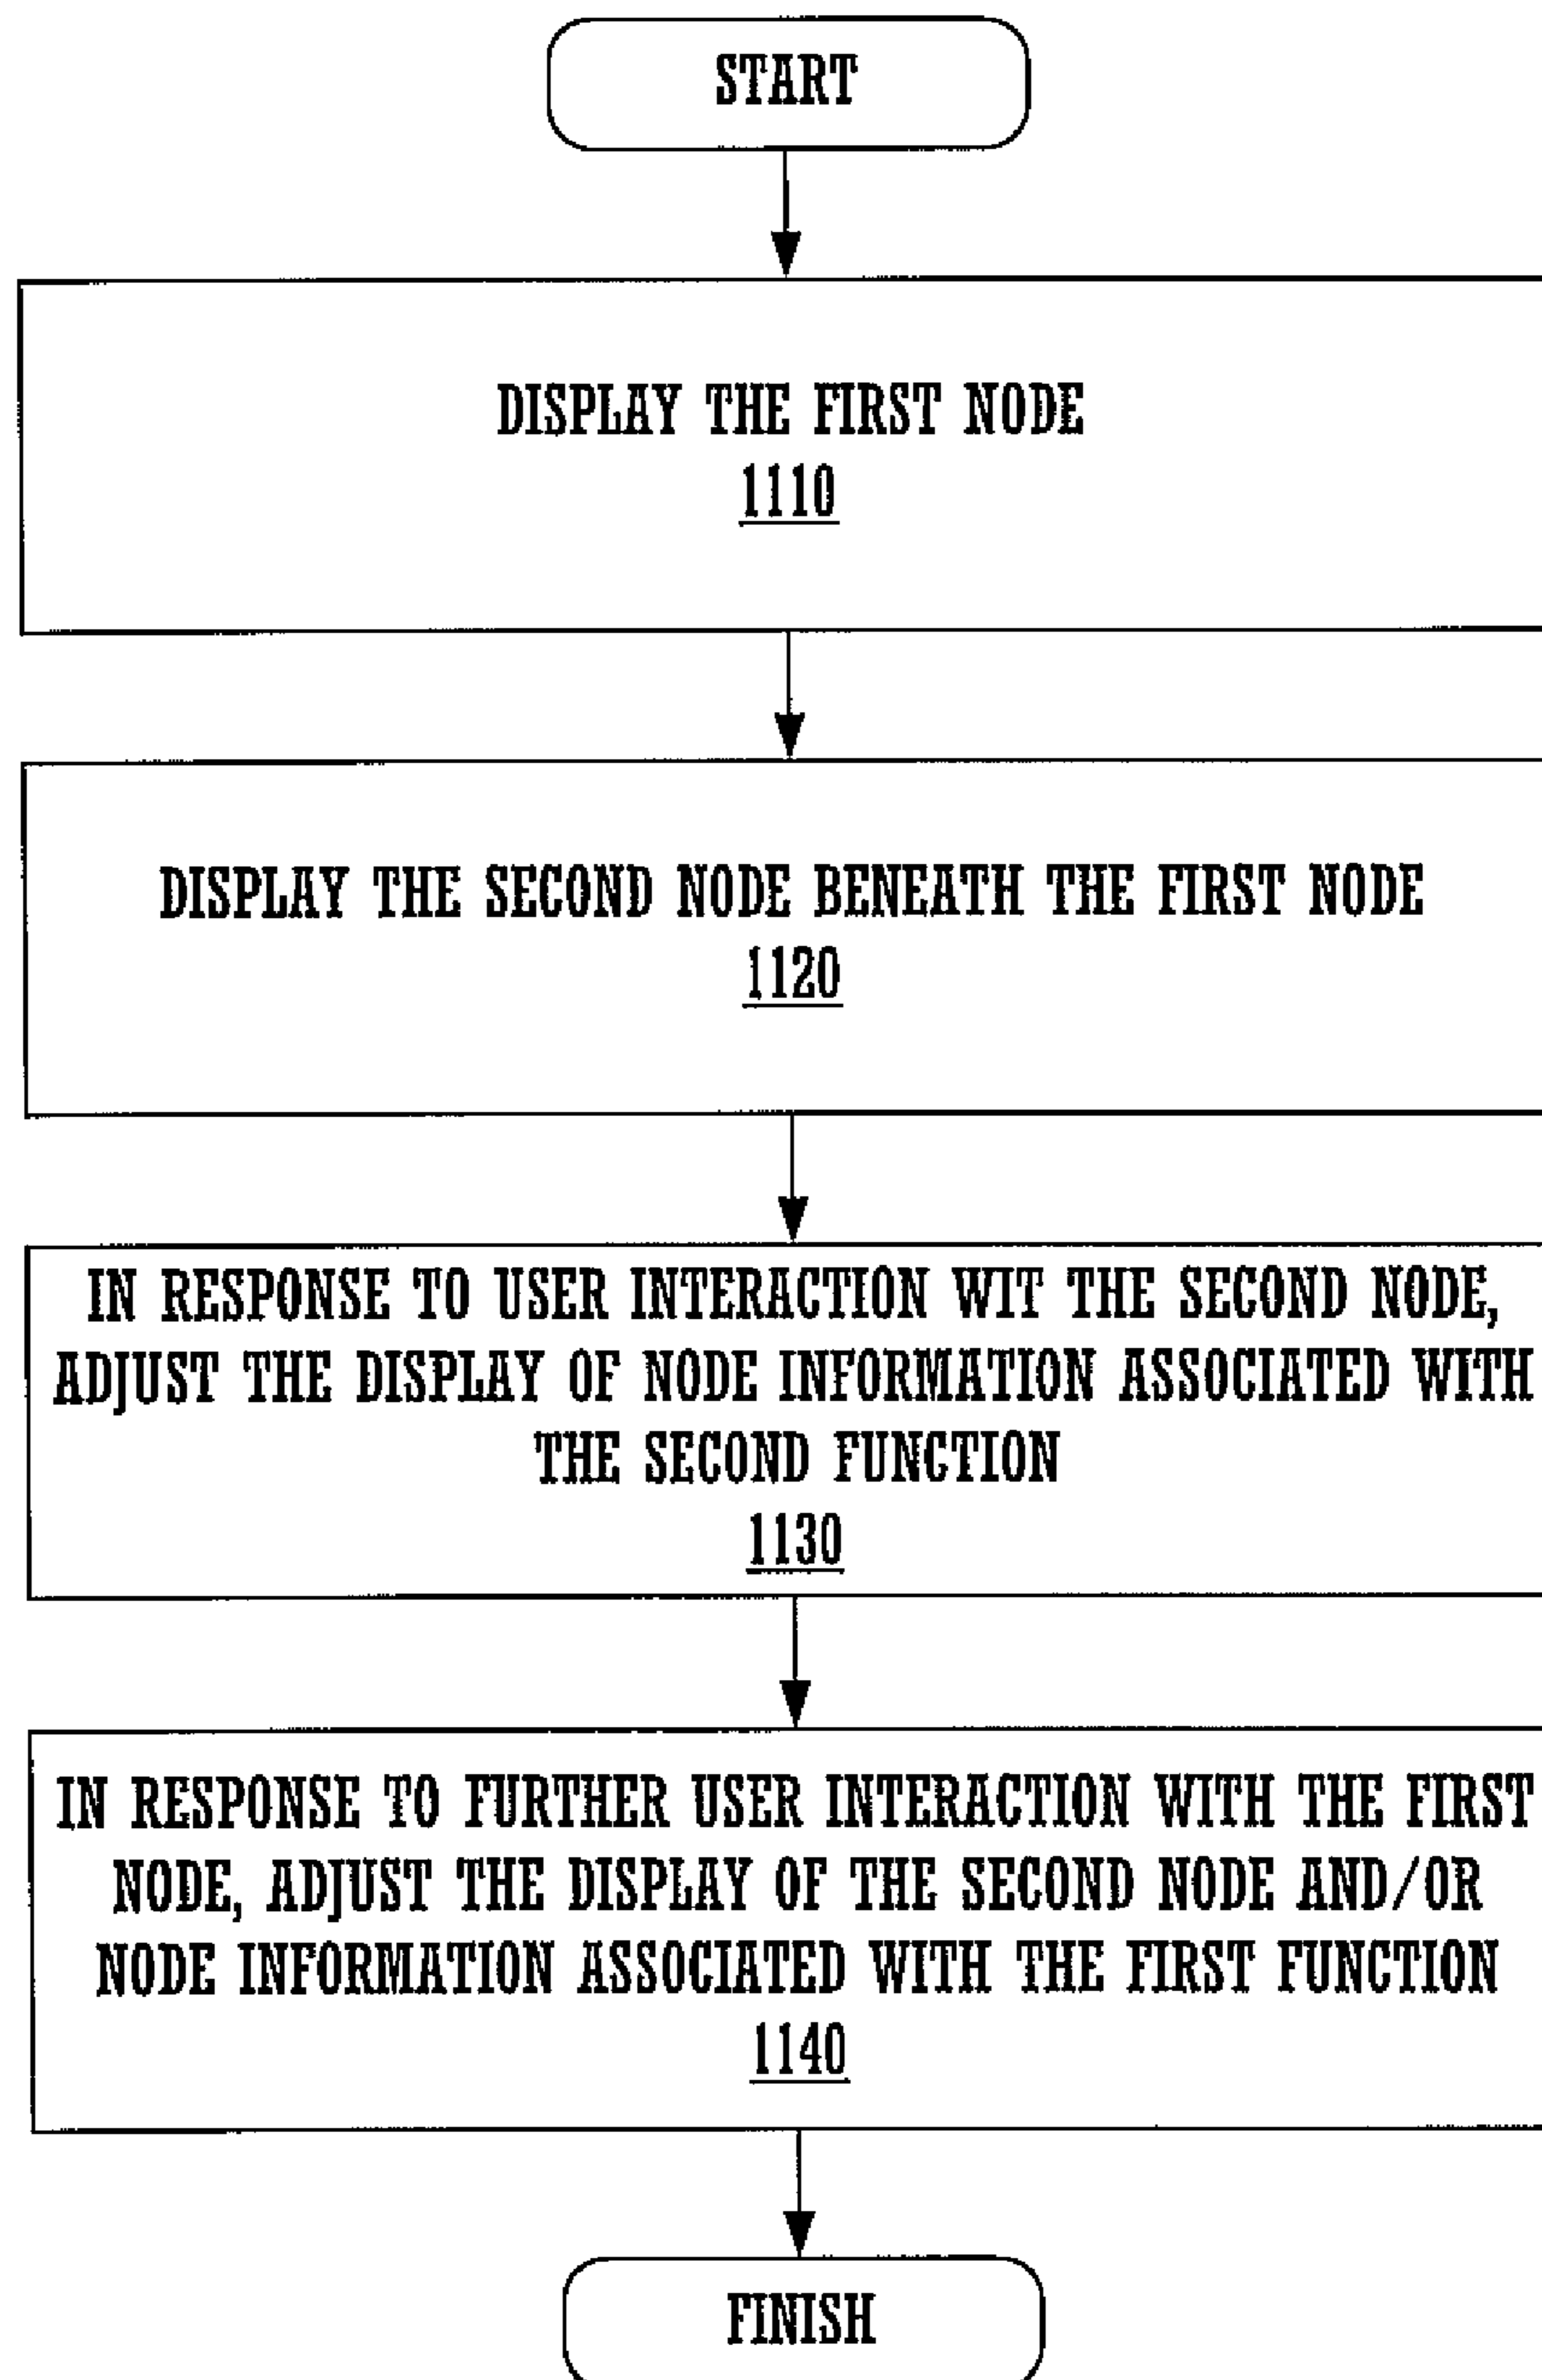 START
DISPLAY THE FIRST NODE
1110
DISPLAY THE SECOND NODE BENEATH THE FIRST NODE
1120
IN RESPONSE TO USER INTERACTION WIT THE SECOND NODE,
ADJUST THE DISPLAY OF NODE INFORMATION ASSOCIATED WITH
THE SECOND FUNCTION
1130
IN RESPONSE TO FURTHER USER INTERACTION WITH THE FIRST
NODE, ADJUST THE DISPLAY OF THE SECOND NODE AND/OR
NODE INFORMATION ASSOCIATED WITH THE FIRST FUNCTION
1140
FINISH